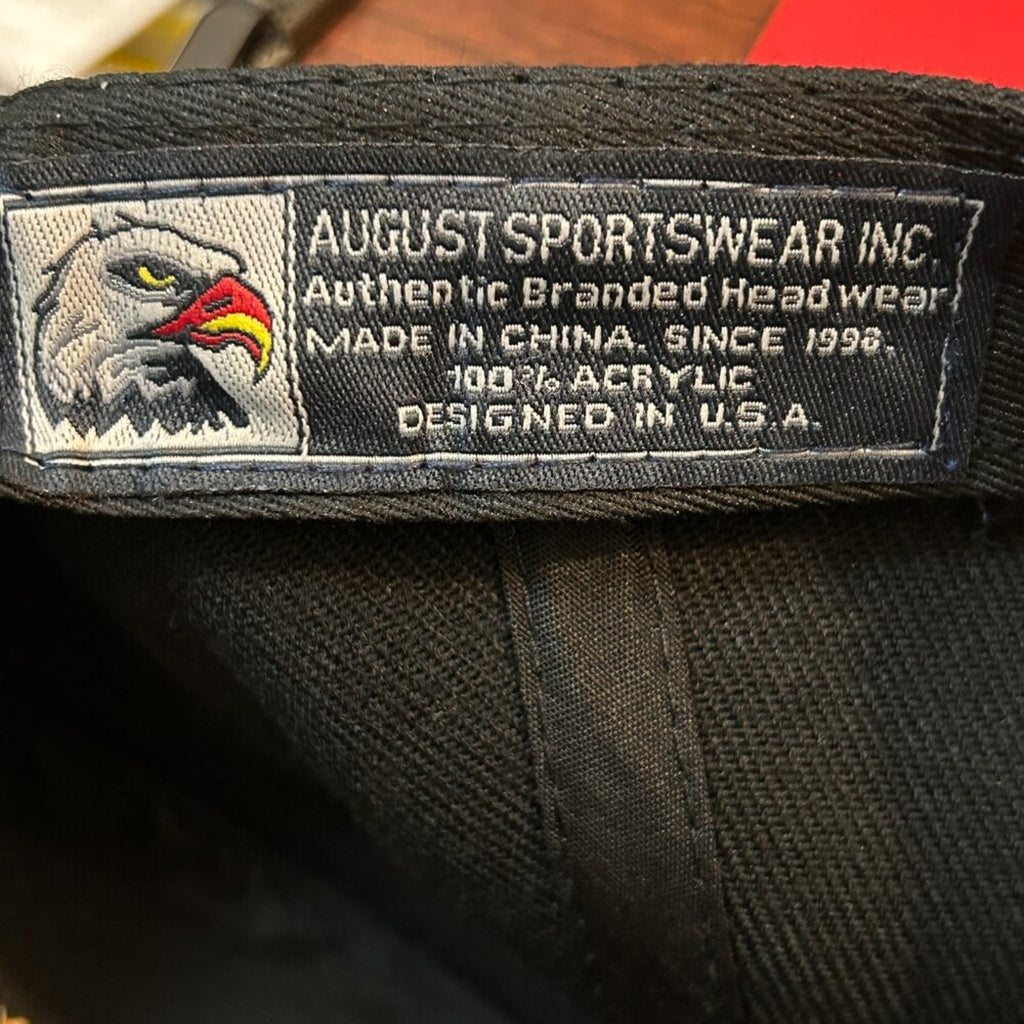 AUGUST SPORTSWEAR INC.
Authentic Branded Headwear
MADE IN CHINA. SINCE 1998.
100% ACRYLIC
DESIGNED IN U.S.A.